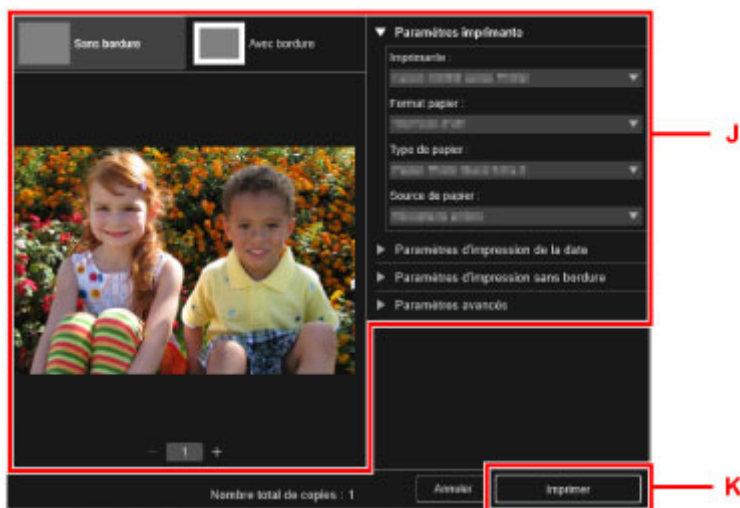 Sans bordure
Avec bordure
Paramètres imprimante
Imprimante :
Format papier :
Type de papier :
Source de papier :
Paramètres d'impression de la date
Paramètres d'impression sans bordure
Paramètres avancés
J
− 1 +
Nombre total de copies : 1
Annuler
Imprimer
K